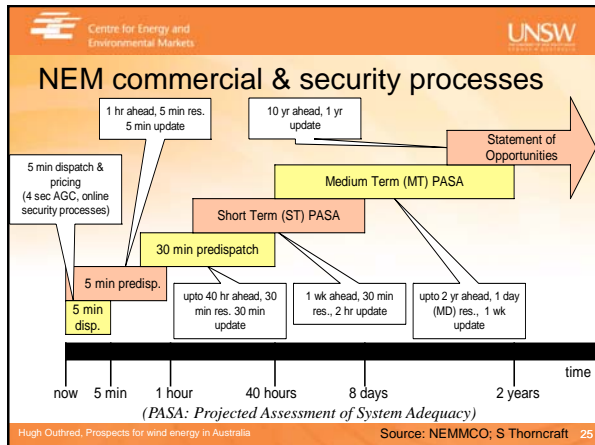 Centre for Energy and
Environmental Markets
UNSW
NEM commercial & security processes
1 hr ahead, 5 min res.
5 min update
10 yr ahead, 1 yr
update
Statement of
Opportunities
5 min dispatch &
pricing
(4 sec AGC, online
security processes)
Medium Term (MT) PASA
Short Term (ST) PASA
30 min predispatch
5 min predisp.
5 min
disp.
upto 40 hr ahead, 30
min res. 30 min
update
1 wk ahead, 30 min
res., 2 hr update
upto 2 yr ahead, 1 day
(MD) res., 1 wk
update
time
now
5 min
1 hour
40 hours
8 days
2 years
(PASA: Projected Assessment of System Adequacy)
Hugh Outhred, Prospects for wind energy in Australia
Source: NEMMCO; S Thorncraft
25